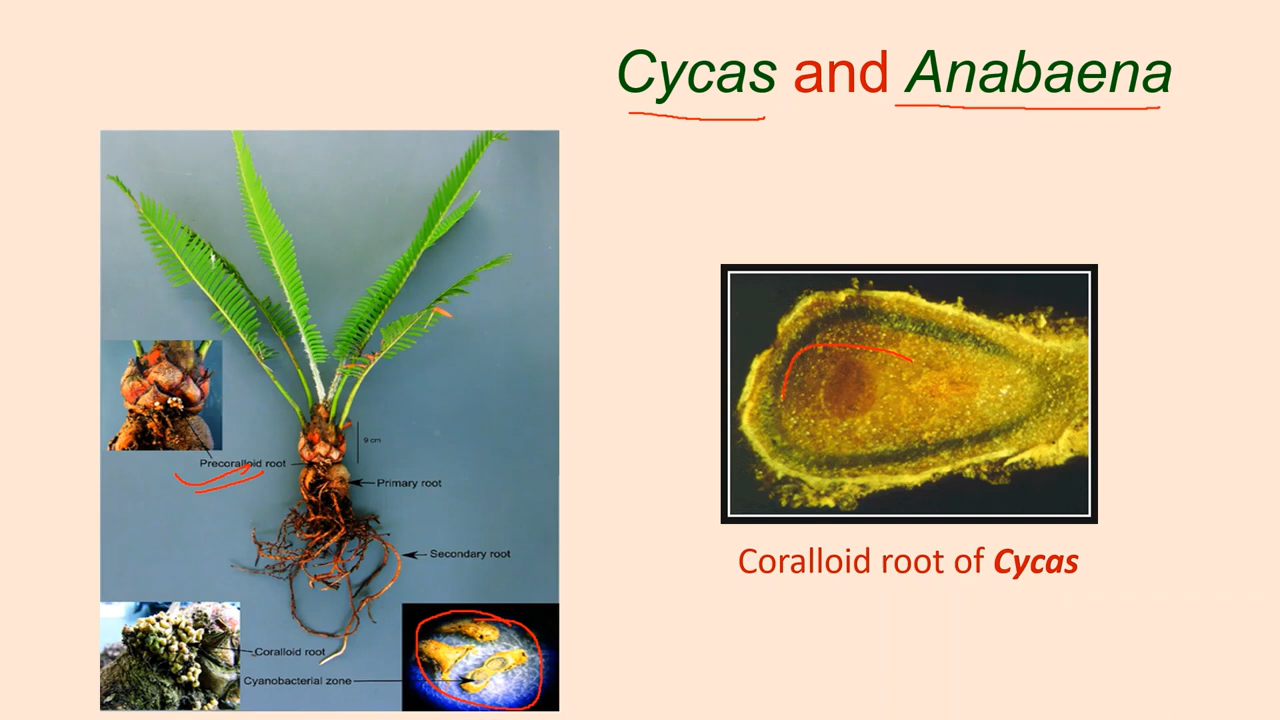 Cycas and Anabaena
9 cm
Precoralloid root
Primary root
Secondary root
Coralloid root
Cyanobacterial zone
Coralloid root of Cycas